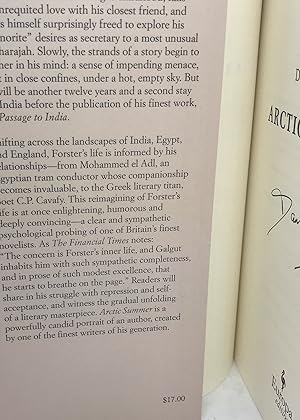 unrequited love with his closest friend, and
is himself surprisingly freed to explore his
norite" desires as secretary to a most unusual
harajah. Slowly, the strands of a story begin to
her in his mind: a sense of impending menace,
t in close confines, under a hot, empty sky. But
will be another twelve years and a second stay
India before the publication of his finest work,
Passage to India.
hifting across the landscapes of India, Egypt,
nd England, Forster's life is informed by his
elationships—from Mohammed el Adl, an
gyptian tram conductor whose companionship
ecomes invaluable, to the Greek literary titan,
oet C.P. Cavafy. This reimagining of Forster's
fe is at once enlightening, humorous and
eeply convincing—a clear and sympathetic
sychological probing of one of Britain's finest
novelists. As The Financial Times notes:
"The concern is Forster's inner life, and Galgut
inhabits him with such sympathetic completeness,
and in prose of such modest excellence, that
he starts to breathe on the page." Readers will
share in his struggle with repression and self-
acceptance, and witness the gradual unfolding
of a literary masterpiece. Arctic Summer is a
powerfully candid portrait of an author, created
by one of the finest writers of his generation.
$17.00
D
ARCTIC
Europa